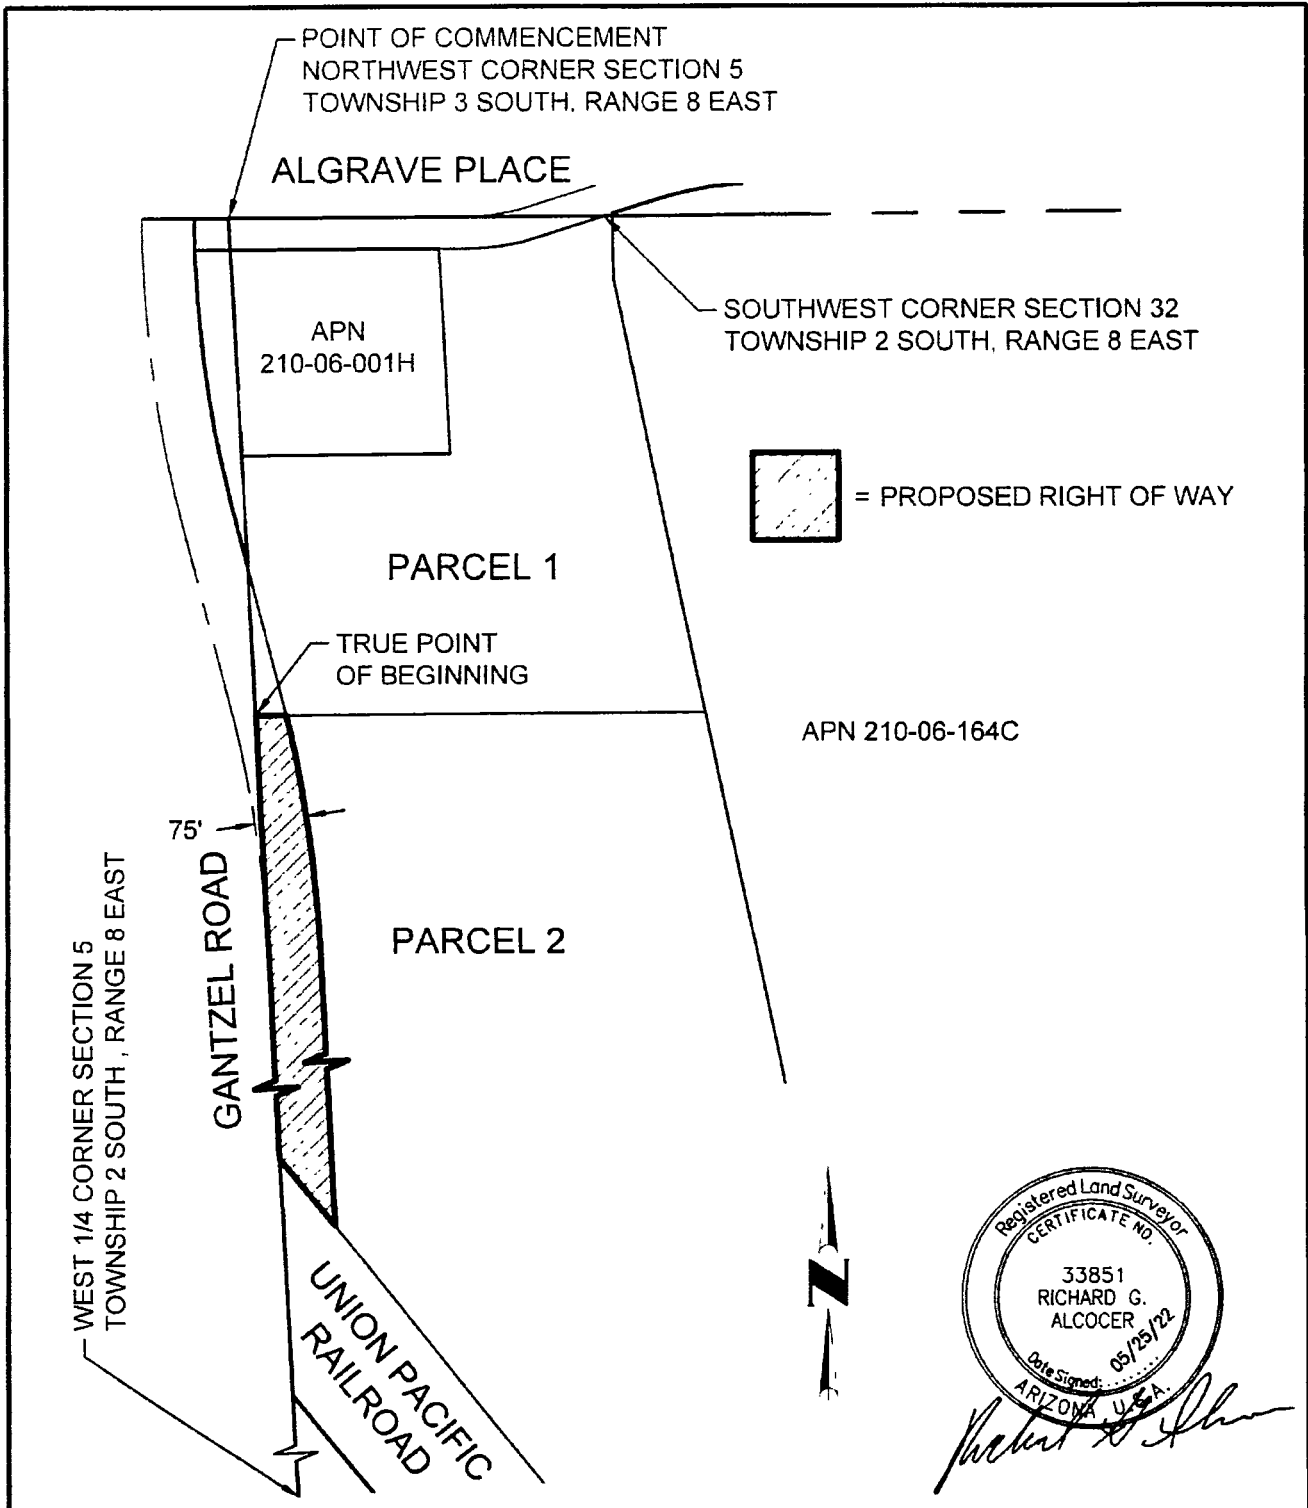 POINT OF COMMENCEMENT
NORTHWEST CORNER SECTION 5
TOWNSHIP 3 SOUTH. RANGE 8 EAST
ALGRAVE PLACE
SOUTHWEST CORNER SECTION 32
TOWNSHIP 2 SOUTH, RANGE 8 EAST
APN
210-06-001H
= PROPOSED RIGHT OF WAY
PARCEL 1
TRUE POINT
OF BEGINNING
APN 210-06-164C
75'
GANTZEL ROAD
PARCEL 2
WEST 1/4 CORNER SECTION 5
TOWNSHIP 2 SOUTH , RANGE 8 EAST
UNION PACIFIC
RAILROAD
N
Registered Land Surveyor
CERTIFICATE NO.
33851
RICHARD G.
ALCOCER
Date Signed: 05/25/22
ARIZONA U.S.A.